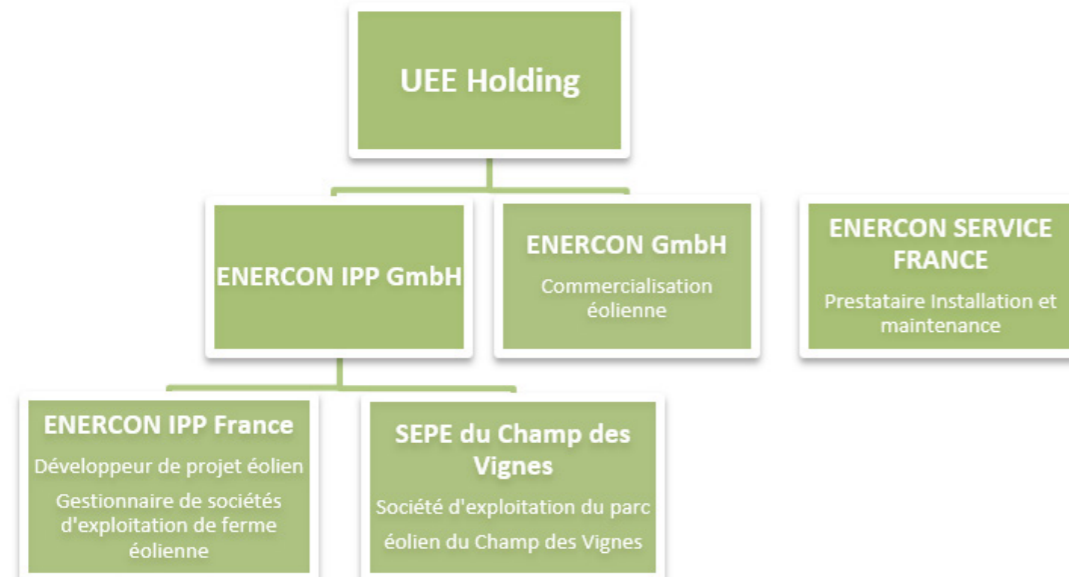 UEE Holding
ENERCON IPP GmbH
ENERCON GmbH
Commercialisation
éolienne
ENERCON SERVICE
FRANCE
Prestataire Installation et
maintenance
ENERCON IPP France
Développeur de projet éolien
Gestionnaire de sociétés
d'exploitation de ferme
éolienne
SEPE du Champ des
Vignes
Société d'exploitation du parc
éolien du Champ des Vignes